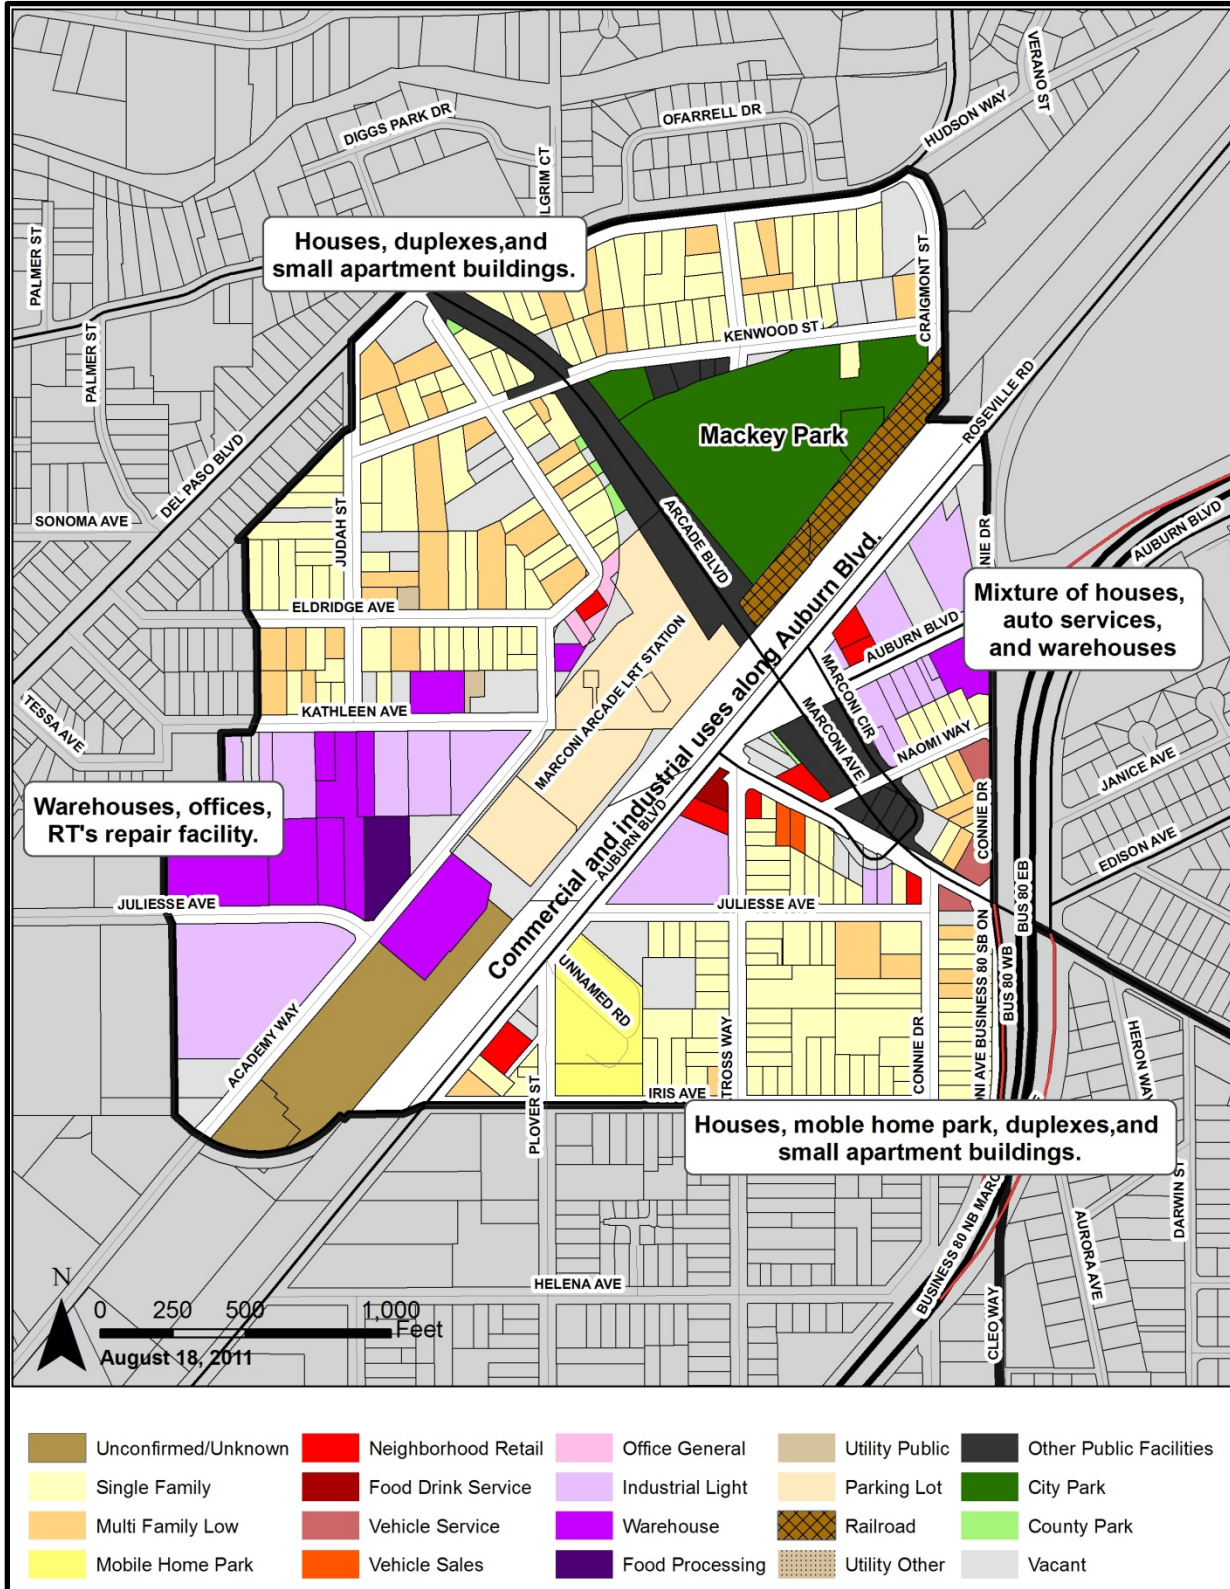 VERANO ST
HUDSON WAY
OFARRELL DR
DIGGS PARK DR
LGRIM CT
PALMER ST
Houses, duplexes,and
small apartment buildings.
CRAIGMONT ST
KENWOOD ST
PALMER ST
ROSEVILLE RD
Mackey Park
DEL PASO BLVD
SONOMA AVE
JUDAH ST
ARCADE BLVD
AUBURN BLVD
NIE DR
Mixture of houses,
auto services,
and warehouses
ELDRIDGE AVE
AUBURN BLVD
MARCONI CIR
MARCONI ARCADE LRT STATION
TESSA AVE
KATHLEEN AVE
MARCONI AVE
NAOMI WAY
JANICE AVE
Commercial and industrial uses along Auburn Blvd.
AUBURN BLVD
Warehouses, offices,
RT's repair facility.
CONNIE DR
EDISON AVE
JULIESSE AVE
JULIESSE AVE
BUS 80 EB
BUS 80 WB
UNNAMED RD
ONI AVE BUSINESS 80 SB ON
ACADEMY WAY
TROSS WAY
CONNIE DR
HERON WAY
IRIS AVE
PLOVER ST
Houses, moble home park, duplexes,and
small apartment buildings.
DARWIN ST
AURORA AVE
BUSINESS 80 NB MARC
HELENA AVE
CLEO WAY
N
0 250 500 1,000
Feet
August 18, 2011
Unconfirmed/Unknown Neighborhood Retail Office General Utility Public Other Public Facilities
Single Family Food Drink Service Industrial Light Parking Lot City Park
Multi Family Low Vehicle Service Warehouse Railroad County Park
Mobile Home Park Vehicle Sales Food Processing Utility Other Vacant